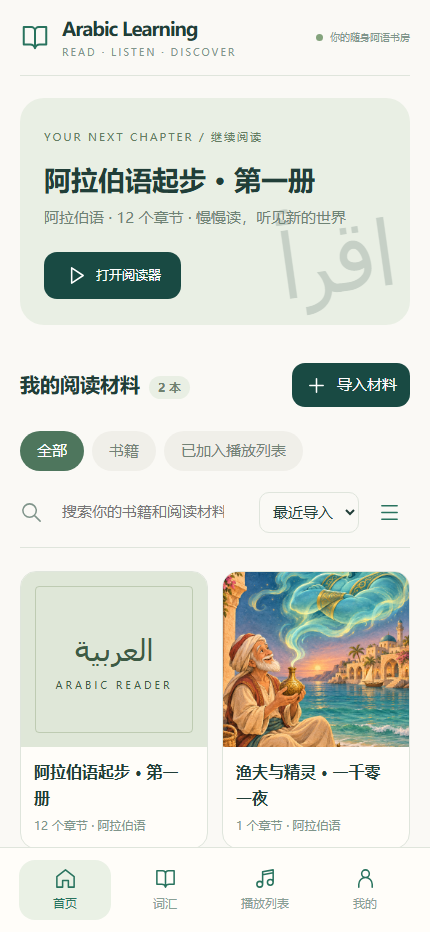 Arabic Learning
READ · LISTEN · DISCOVER
你的随身阿语书房
YOUR NEXT CHAPTER / 继续阅读
阿拉伯语起步 • 第一册
阿拉伯语 · 12 个章节 · 慢慢读，听见新的世界
اقرأ
打开阅读器
我的阅读材料
2 本
导入材料
全部
书籍
已加入播放列表
搜索你的书籍和阅读材料
最近导入
العربية
ARABIC READER
阿拉伯语起步 • 第一
册
12 个章节 · 阿拉伯语
渔夫与精灵 • 一千零
一夜
1 个章节 · 阿拉伯语
首页
词汇
播放列表
我的